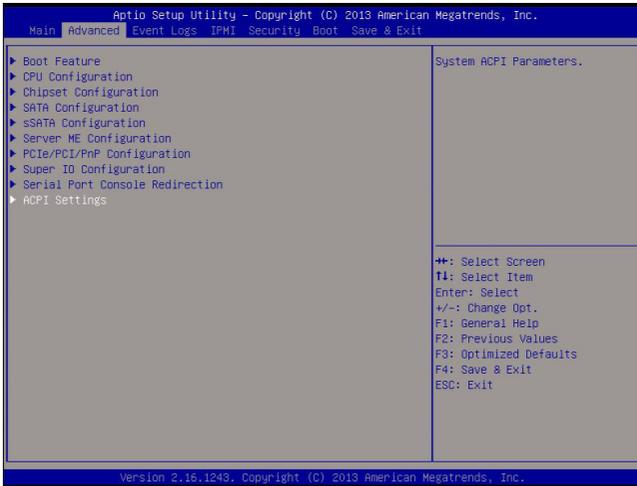 Aptio Setup Utility – Copyright (C) 2013 American Megatrends, Inc.
Main Advanced Event Logs IPMI Security Boot Save & Exit
▶ Boot Feature
▶ CPU Configuration
▶ Chipset Configuration
▶ SATA Configuration
▶ sSATA Configuration
▶ Server ME Configuration
▶ PCIe/PCI/PnP Configuration
▶ Super IO Configuration
▶ Serial Port Console Redirection
▶ ACPI Settings
System ACPI Parameters.
→←: Select Screen
↑↓: Select Item
Enter: Select
+/-: Change Opt.
F1: General Help
F2: Previous Values
F3: Optimized Defaults
F4: Save & Exit
ESC: Exit
Version 2.16.1243. Copyright (C) 2013 American Megatrends, Inc.